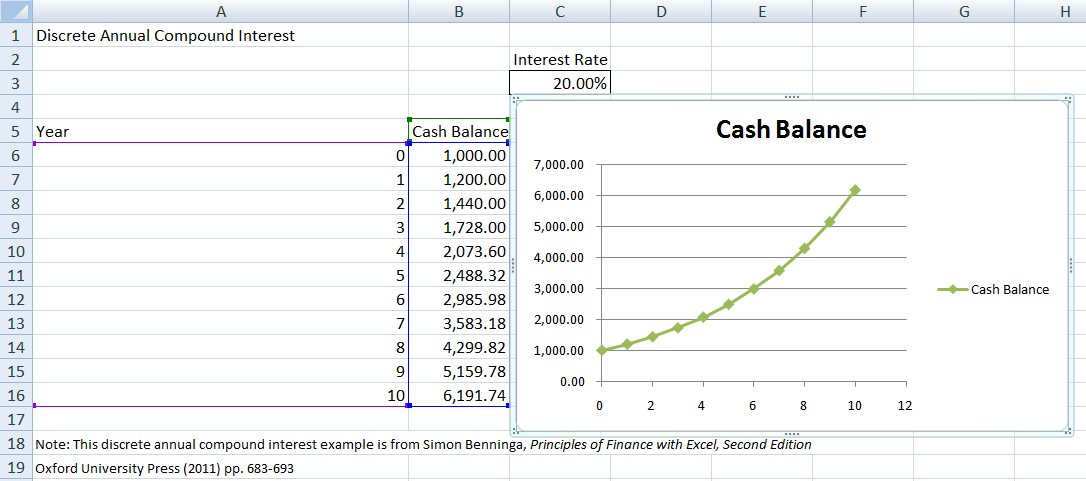 A B C D E F G H
1 Discrete Annual Compound Interest
2 Interest Rate
3 20.00%
4
5 Year Cash Balance
6 0 1,000.00
7 1 1,200.00
8 2 1,440.00
9 3 1,728.00
10 4 2,073.60
11 5 2,488.32
12 6 2,985.98
13 7 3,583.18
14 8 4,299.82
15 9 5,159.78
16 10 6,191.74
17
18 Note: This discrete annual compound interest example is from Simon Benninga, Principles of Finance with Excel, Second Edition
19 Oxford University Press (2011) pp. 683-693
Cash Balance
7,000.00
6,000.00
5,000.00
4,000.00
3,000.00
2,000.00
1,000.00
0.00
0 2 4 6 8 10 12
Cash Balance